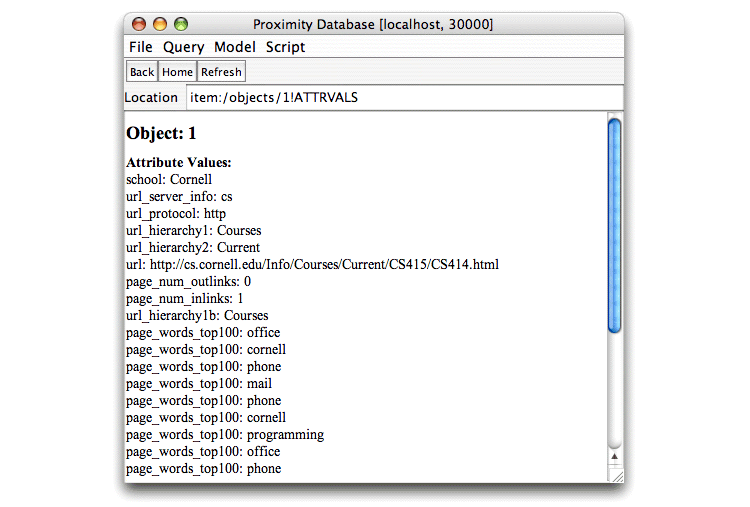 Proximity Database [localhost, 30000]
File Query Model Script
Back Home Refresh
Location item:/objects/1!ATTRVALS
Object: 1
Attribute Values:
school: Cornell
url_server_info: cs
url_protocol: http
url_hierarchy1: Courses
url_hierarchy2: Current
url: http://cs.cornell.edu/Info/Courses/Current/CS415/CS414.html
page_num_outlinks: 0
page_num_inlinks: 1
url_hierarchy1b: Courses
page_words_top100: office
page_words_top100: cornell
page_words_top100: phone
page_words_top100: mail
page_words_top100: phone
page_words_top100: cornell
page_words_top100: programming
page_words_top100: office
page_words_top100: phone